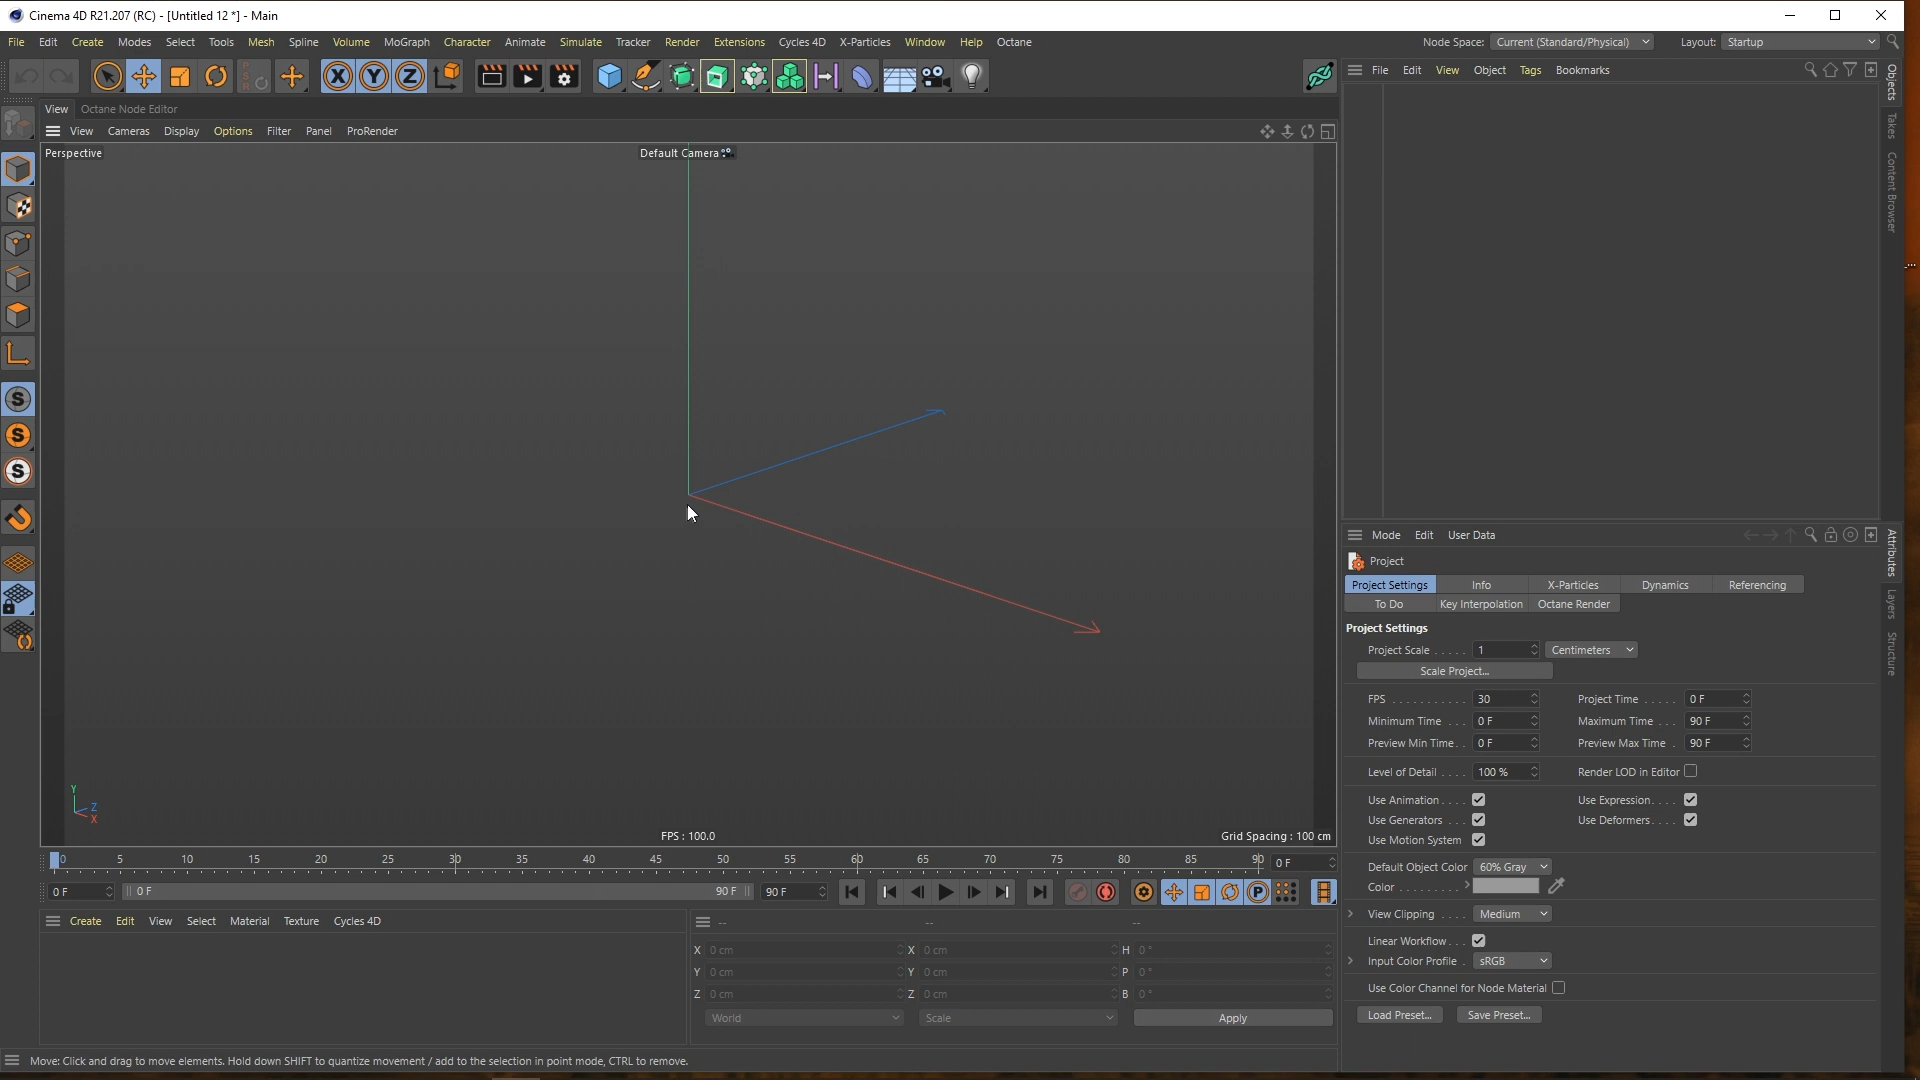 Cinema 4D R21.207 (RC) - [Untitled 12 *] - Main
File Edit Create Modes Select Tools Mesh Spline Volume MoGraph Character Animate Simulate Tracker Render Extensions Cycles 4D X-Particles Window Help Octane
Node Space: Current (Standard/Physical) Layout: Startup
File Edit View Object Tags Bookmarks
Objects
Takes
Content Browser
View Octane Node Editor
View Cameras Display Options Filter Panel ProRender
Perspective
Default Camera
Y
Z
X
FPS : 100.0
Grid Spacing : 100 cm
0 5 10 15 20 25 30 35 40 45 50 55 60 65 70 75 80 85 90 0 F
0 F 0 F 90 F 90 F
Create Edit View Select Material Texture Cycles 4D
-- -- --
X 0 cm X 0 cm H 0 °
Y 0 cm Y 0 cm P 0 °
Z 0 cm Z 0 cm B 0 °
World Scale Apply
Move: Click and drag to move elements. Hold down SHIFT to quantize movement / add to the selection in point mode, CTRL to remove.
Mode Edit User Data
Attributes
Layers
Structure
Project
Project Settings Info X-Particles Dynamics Referencing
To Do Key Interpolation Octane Render
Project Settings
Project Scale . . . . . 1 Centimeters
Scale Project...
FPS . . . . . . . . . . . 30 Project Time . . . . . 0 F
Minimum Time . . . 0 F Maximum Time . . . 90 F
Preview Min Time . . 0 F Preview Max Time . 90 F
Level of Detail . . . . 100 % Render LOD in Editor
Use Animation . . . . Use Expression . . . .
Use Generators . . . Use Deformers . . . .
Use Motion System
Default Object Color 60% Gray
Color . . . . . . . . .
View Clipping . . . . Medium
Linear Workflow . . .
Input Color Profile . sRGB
Use Color Channel for Node Material
Load Preset... Save Preset...